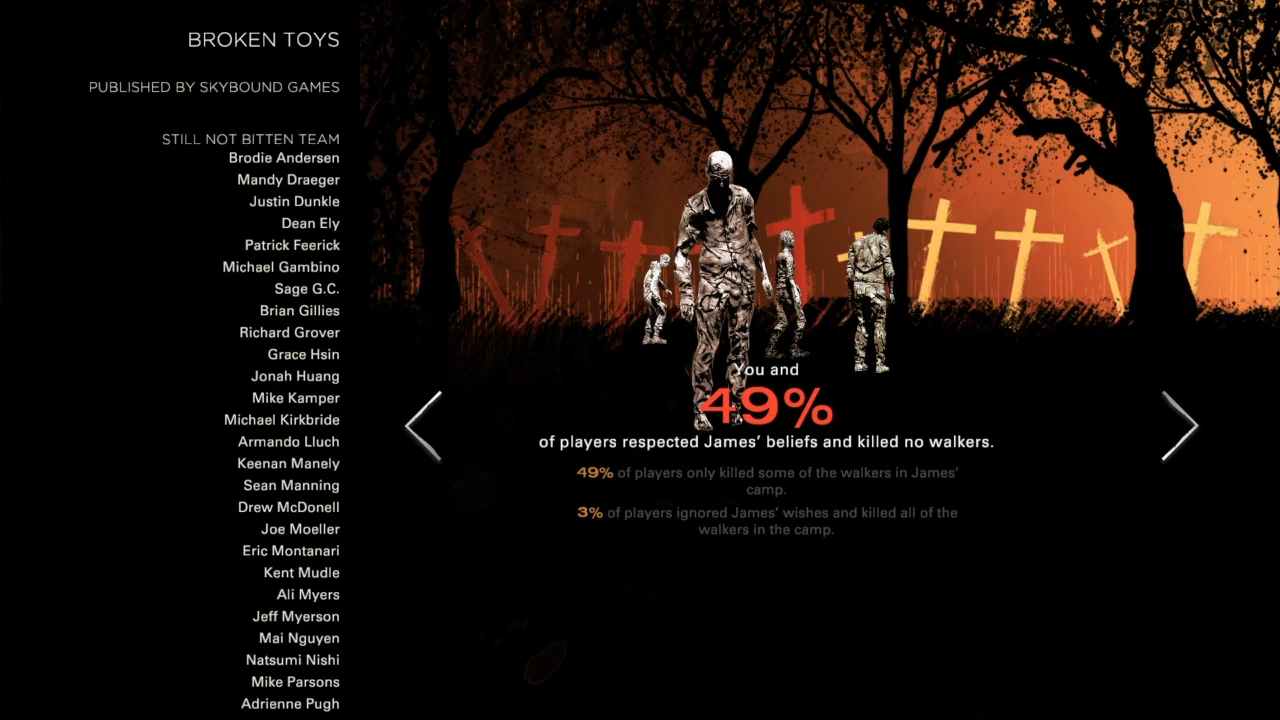 BROKEN TOYS
PUBLISHED BY SKYBOUND GAMES
STILL NOT BITTEN TEAM
Brodie Andersen
Mandy Draeger
Justin Dunkle
Dean Ely
Patrick Feerick
Michael Gambino
Sage G.C.
Brian Gillies
Richard Grover
Grace Hsin
Jonah Huang
Mike Kamper
Michael Kirkbride
Armando Lluch
Keenan Manely
Sean Manning
Drew McDonell
Joe Moeller
Eric Montanari
Kent Mudle
Ali Myers
Jeff Myerson
Mai Nguyen
Natsumi Nishi
Mike Parsons
Adrienne Pugh
You and
49%
of players respected James' beliefs and killed no walkers.
49% of players only killed some of the walkers in James'
camp.
3% of players ignored James' wishes and killed all of the
walkers in the camp.